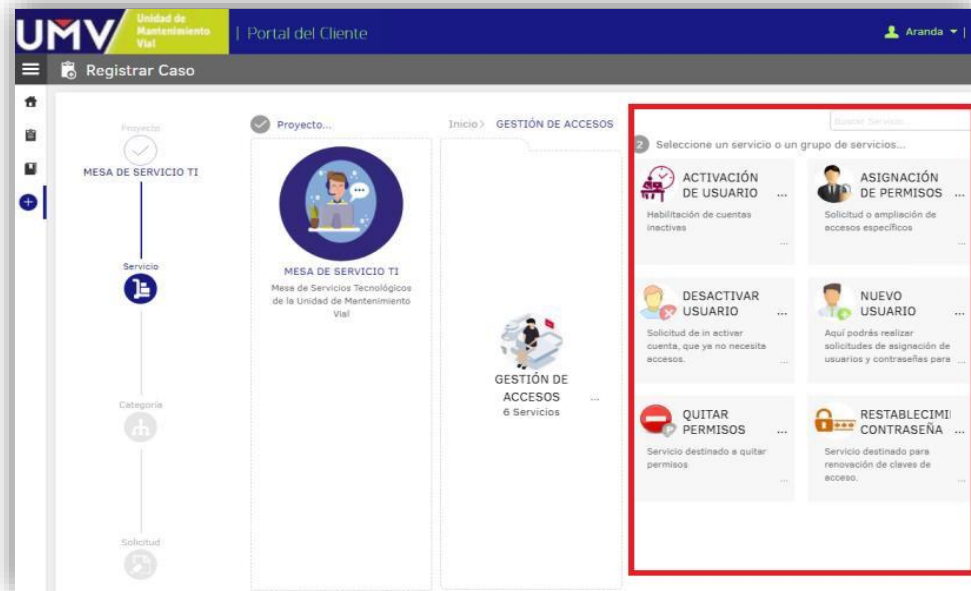 UMV Unidad de
Mantenimiento
Vial
| Portal del Cliente
Aranda
Registrar Caso
Proyecto
MESA DE SERVICIO TI
Servicio
Categoría
Solicitud
Proyecto...
MESA DE SERVICIO TI
Mesa de Servicios Tecnológicos
de la Unidad de Mantenimiento
Vial
Inicio> GESTIÓN DE ACCESOS
GESTIÓN DE
ACCESOS ...
6 Servicios
Buscar Servicio...
2 Seleccione un servicio o un grupo de servicios...
ACTIVACIÓN
DE USUARIO ...
Habilitación de cuentas
inactivas
...
ASIGNACIÓN
DE PERMISOS ...
Solicitud o ampliación de
accesos específicos
...
DESACTIVAR
USUARIO ...
Solicitud de in activar
cuenta, que ya no necesita
accesos.
...
NUEVO
USUARIO ...
Aquí podrás realizar
solicitudes de asignación de
usuarios y contraseñas para ...
QUITAR
PERMISOS ...
Servicio destinado a quitar
permisos
...
RESTABLECIMI
CONTRASEÑA ...
Servicio destinado para
renovación de claves de
acceso.
...